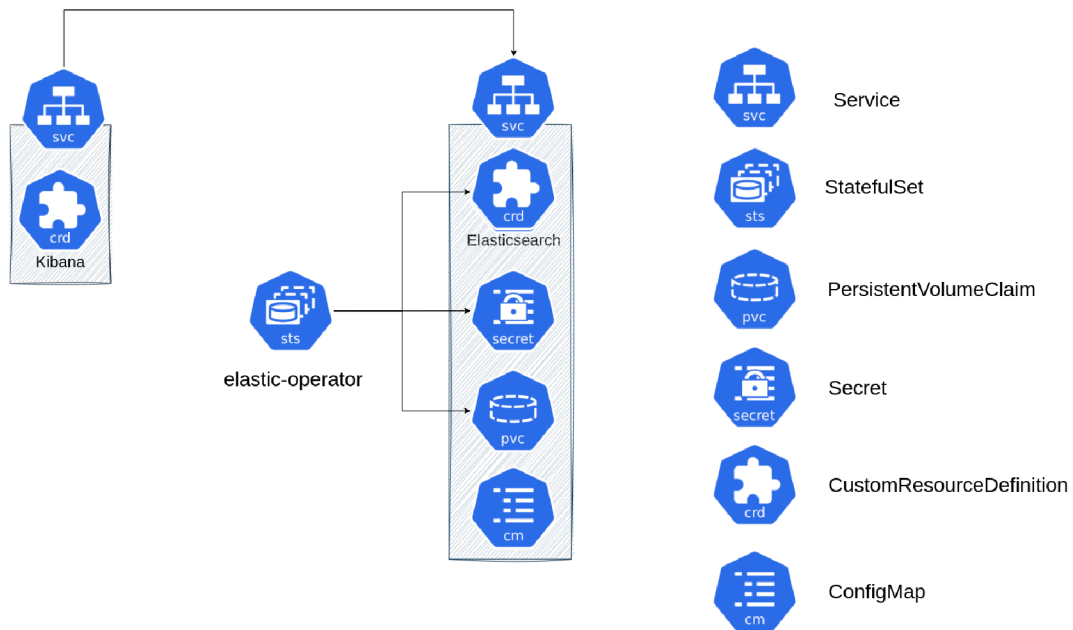 svc
crd
Kibana
sts
elastic-operator
svc
crd
Elasticsearch
secret
pvc
cm
svc
Service
sts
StatefulSet
pvc
PersistentVolumeClaim
secret
Secret
crd
CustomResourceDefinition
cm
ConfigMap